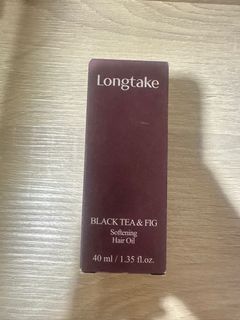 Longtake
BLACK TEA & FIG
Softening
Hair Oil
40 ml / 1.35 fl.oz.